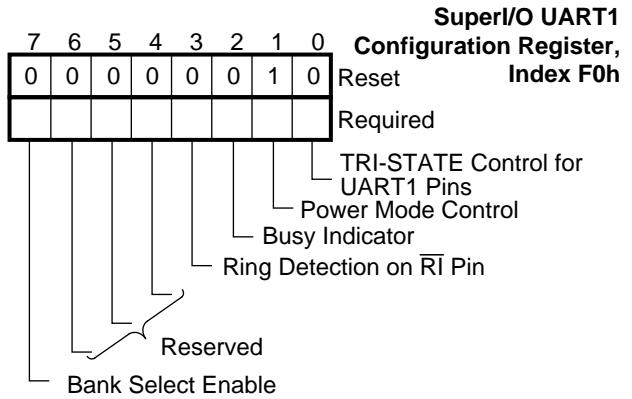 SuperI/O UART1
Configuration Register,
Index F0h
7 6 5 4 3 2 1 0
0 0 0 0 0 0 1 0 Reset
Required
TRI-STATE Control for
UART1 Pins
Power Mode Control
Busy Indicator
Ring Detection on R̅I̅ Pin
Reserved
Bank Select Enable